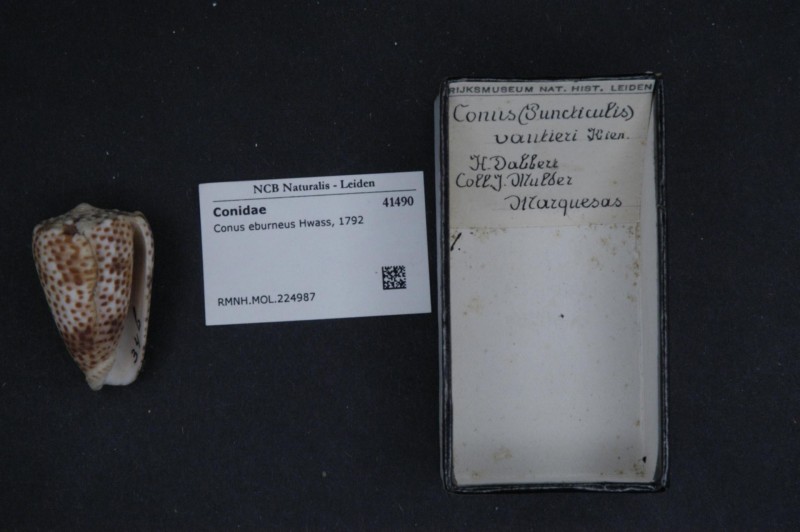 NCB Naturalis - Leiden
Conidae 41490
Conus eburneus Hwass, 1792
RMNH.MOL.224987
RIJKSMUSEUM NAT. HIST. LEIDEN
Conus (Puncticulis)
vautieri Kien.
Coll. J. Mulder
Marquesas
1.